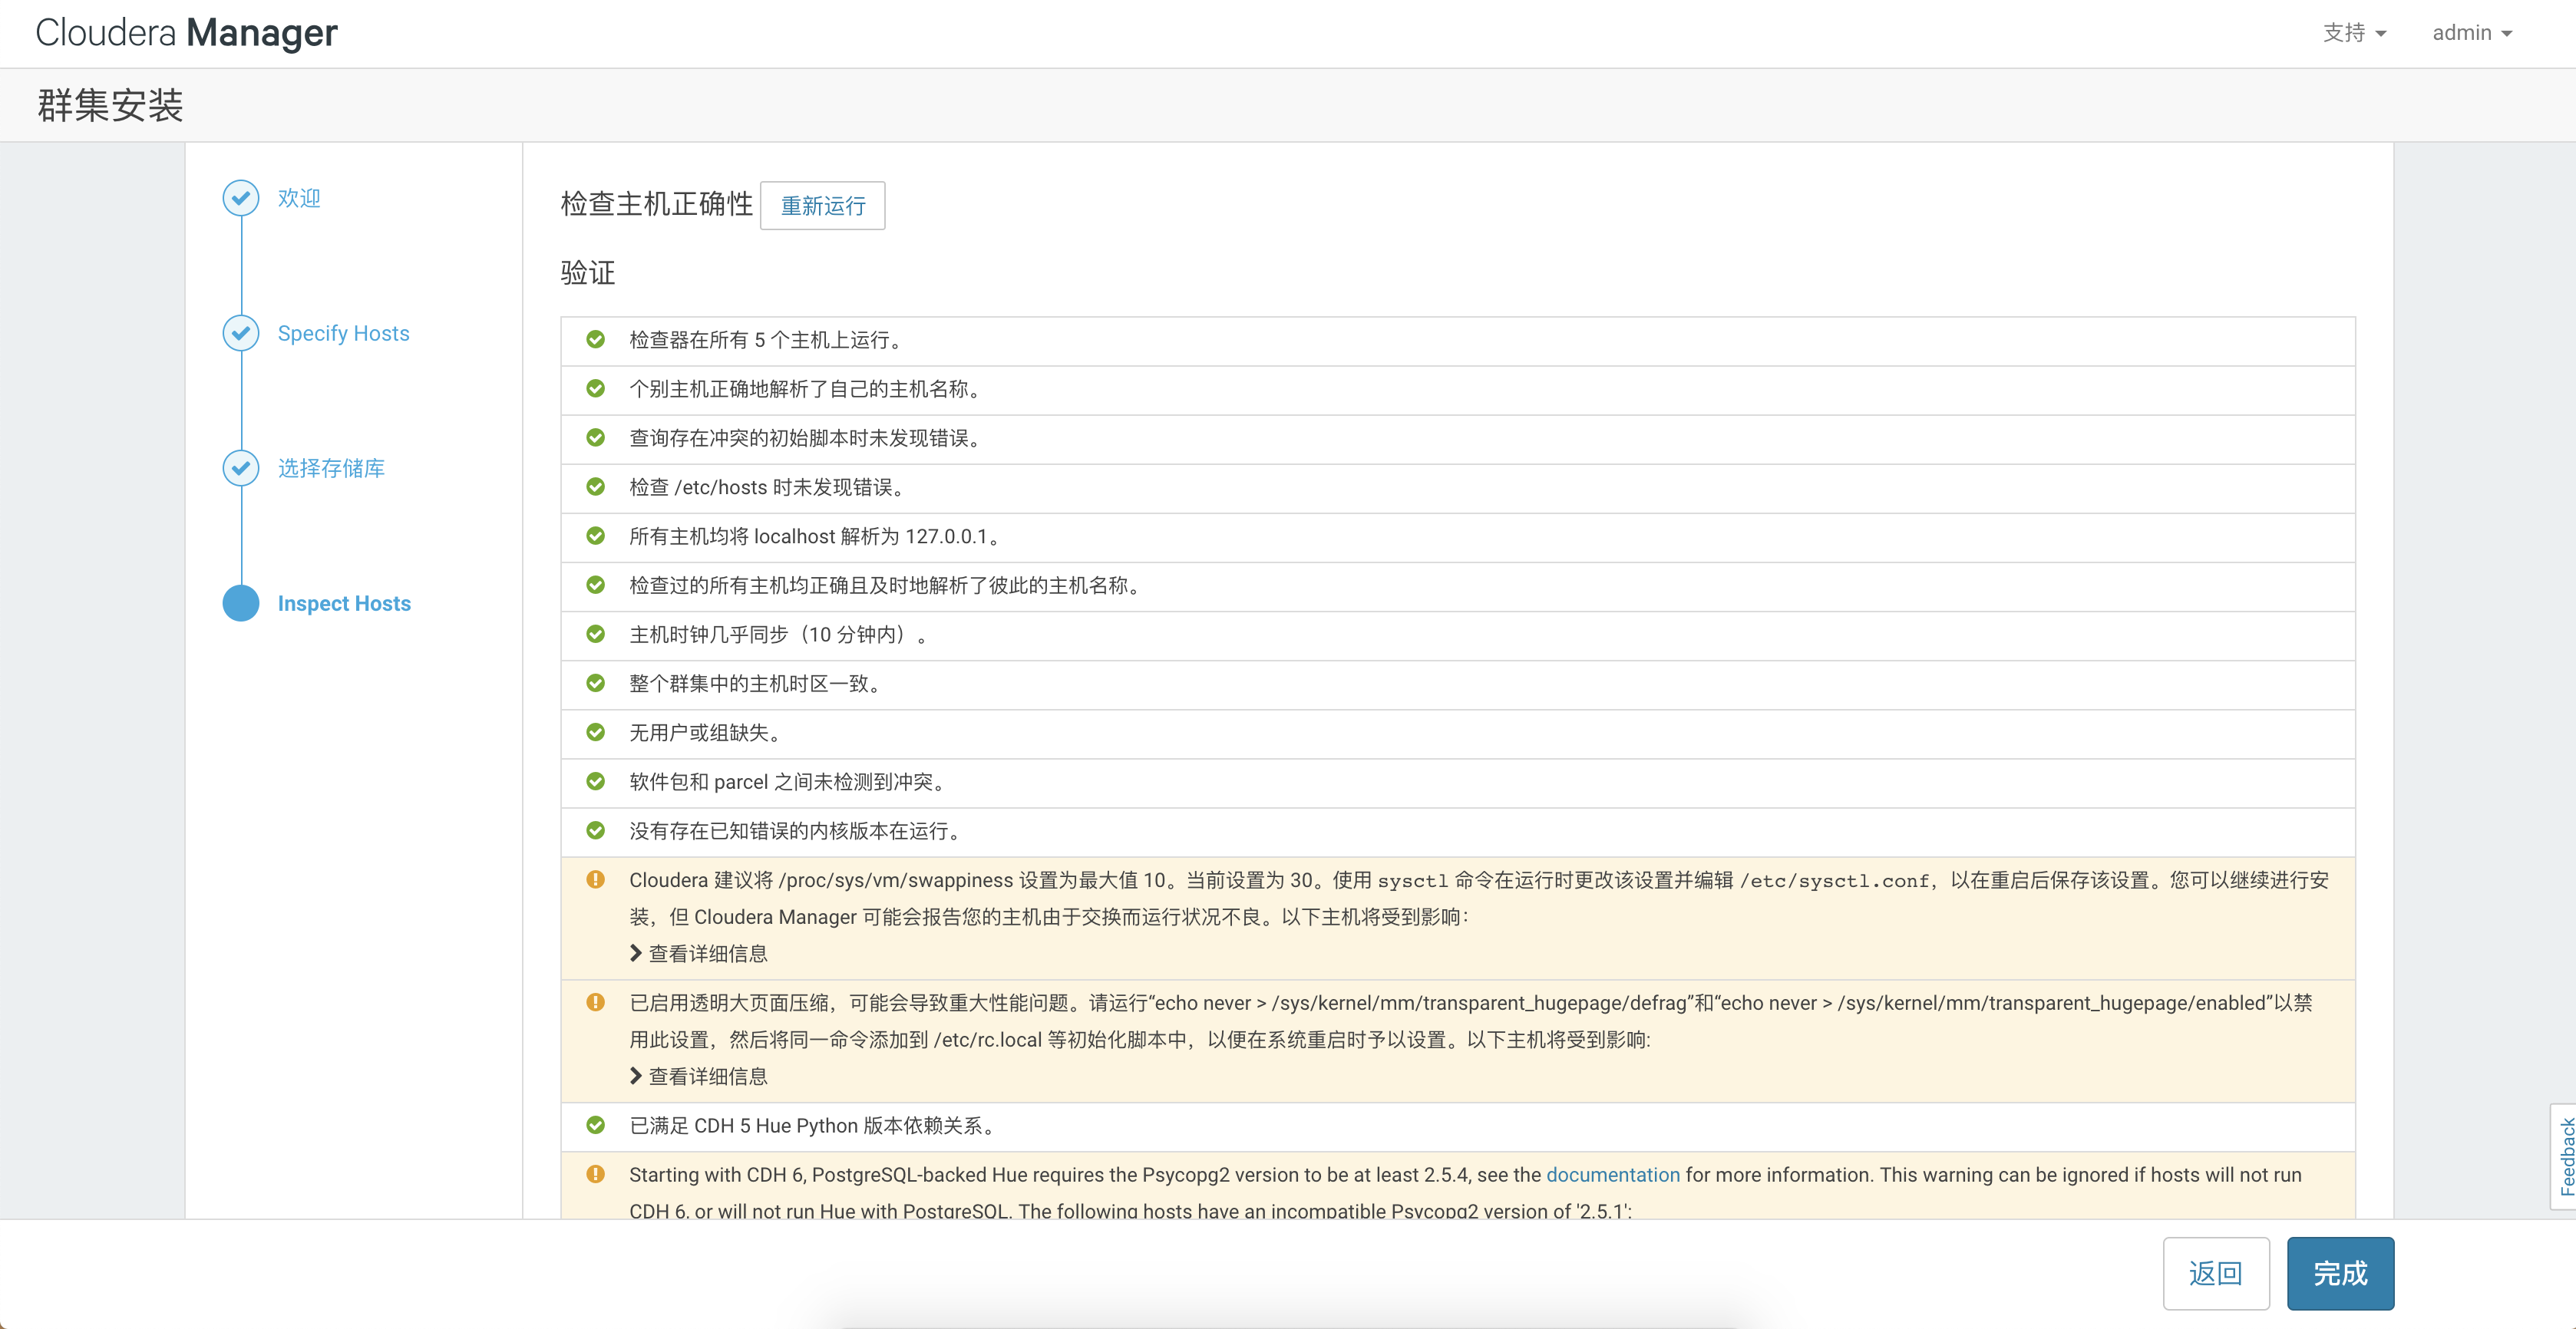 Cloudera Manager
支持
admin
群集安装
欢迎
Specify Hosts
选择存储库
Inspect Hosts
检查主机正确性
重新运行
验证
检查器在所有 5 个主机上运行。
个别主机正确地解析了自己的主机名称。
查询存在冲突的初始脚本时未发现错误。
检查 /etc/hosts 时未发现错误。
所有主机均将 localhost 解析为 127.0.0.1。
检查过的所有主机均正确且及时地解析了彼此的主机名称。
主机时钟几乎同步（10 分钟内）。
整个群集中的主机时区一致。
无用户或组缺失。
软件包和 parcel 之间未检测到冲突。
没有存在已知错误的内核版本在运行。
Cloudera 建议将 /proc/sys/vm/swappiness 设置为最大值 10。当前设置为 30。使用 sysctl 命令在运行时更改该设置并编辑 /etc/sysctl.conf，以在重启后保存该设置。您可以继续进行安
装，但 Cloudera Manager 可能会报告您的主机由于交换而运行状况不良。以下主机将受到影响：
查看详细信息
已启用透明大页面压缩，可能会导致重大性能问题。请运行“echo never > /sys/kernel/mm/transparent_hugepage/defrag”和“echo never > /sys/kernel/mm/transparent_hugepage/enabled”以禁
用此设置，然后将同一命令添加到 /etc/rc.local 等初始化脚本中，以便在系统重启时予以设置。以下主机将受到影响:
查看详细信息
已满足 CDH 5 Hue Python 版本依赖关系。
Starting with CDH 6, PostgreSQL-backed Hue requires the Psycopg2 version to be at least 2.5.4, see the documentation for more information. This warning can be ignored if hosts will not run
CDH 6, or will not run Hue with PostgreSQL. The following hosts have an incompatible Psycopg2 version of '2.5.1':
Feedback
返回
完成